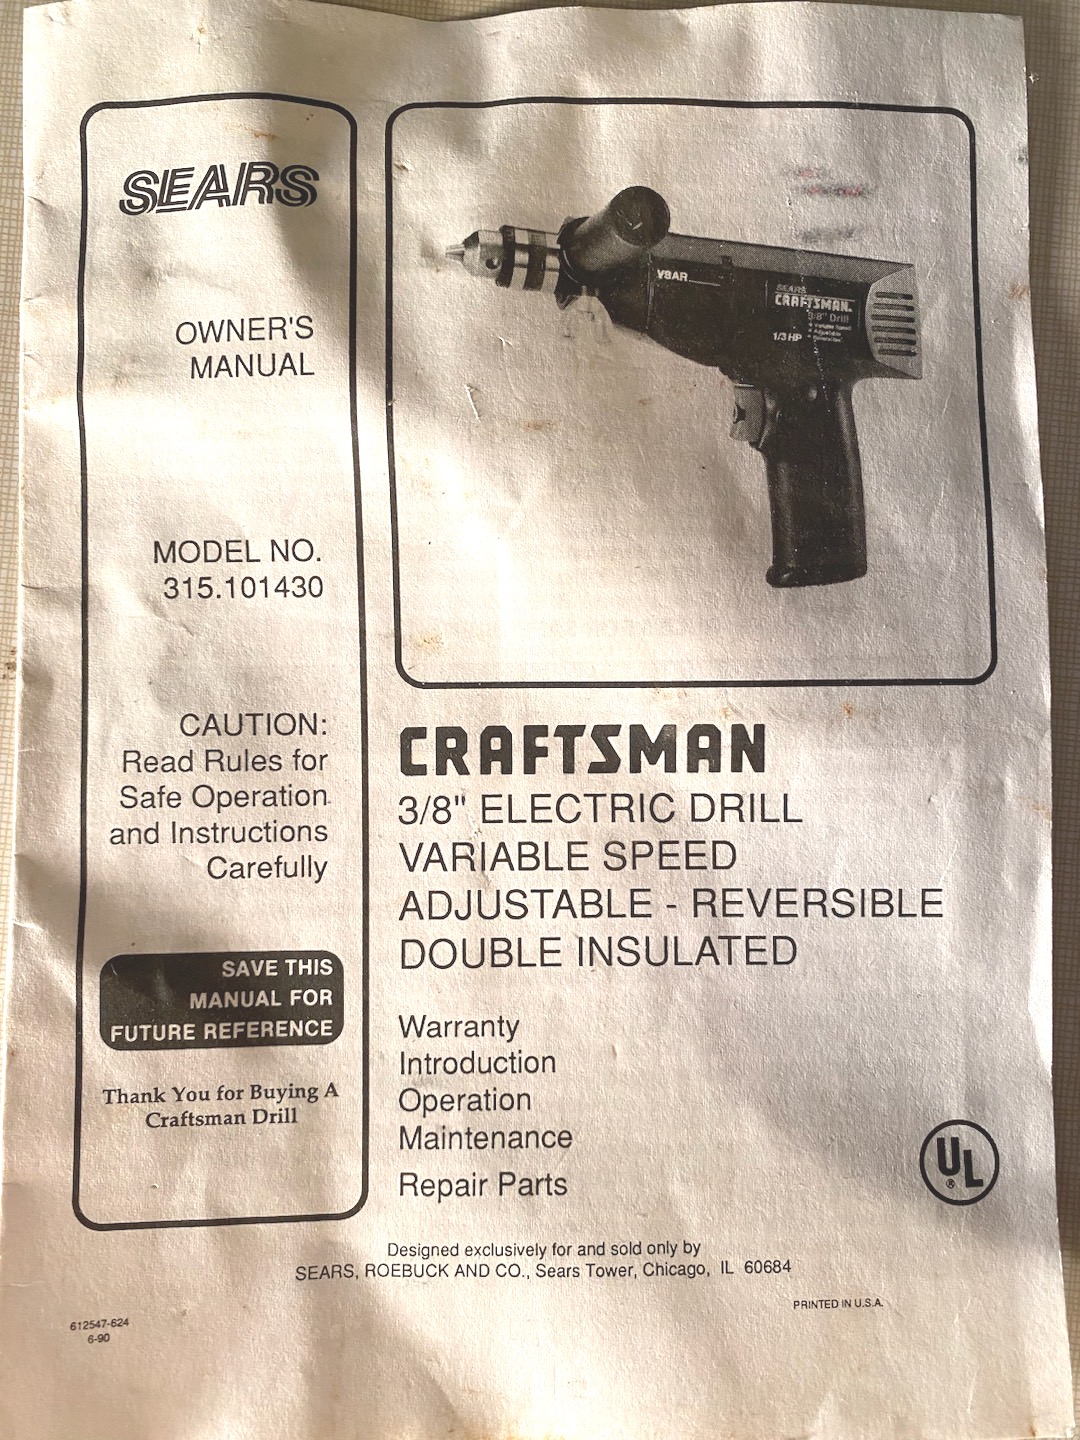 SEARS
OWNER'S
MANUAL
MODEL NO.
315.101430
CAUTION:
Read Rules for
Safe Operation
and Instructions
Carefully
SAVE THIS
MANUAL FOR
FUTURE REFERENCE
Thank You for Buying A
Craftsman Drill
VSAR
SEARS
CRAFTSMAN
3/8" Drill
Variable Speed
Adjustable
Reversible
1/3 HP
CRAFTSMAN
3/8" ELECTRIC DRILL
VARIABLE SPEED
ADJUSTABLE - REVERSIBLE
DOUBLE INSULATED
Warranty
Introduction
Operation
Maintenance
Repair Parts
UL
®
Designed exclusively for and sold only by
SEARS, ROEBUCK AND CO., Sears Tower, Chicago, IL 60684
PRINTED IN U.S.A.
612547-624
6-90